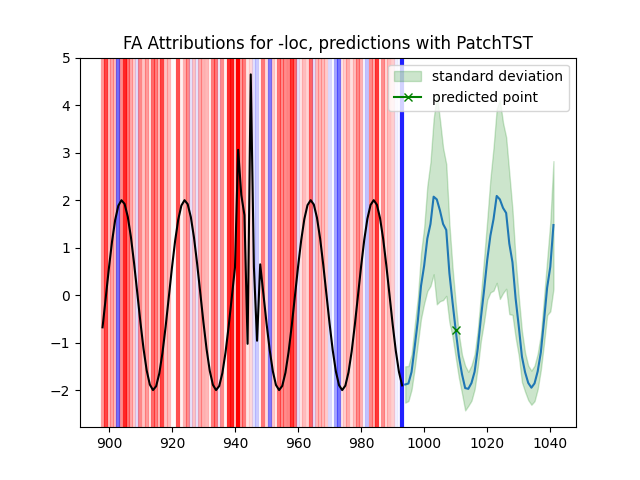 FA Attributions for -loc, predictions with PatchTST
standard deviation
predicted point
5
4
3
2
1
0
−1
−2
900 920 940 960 980 1000 1020 1040